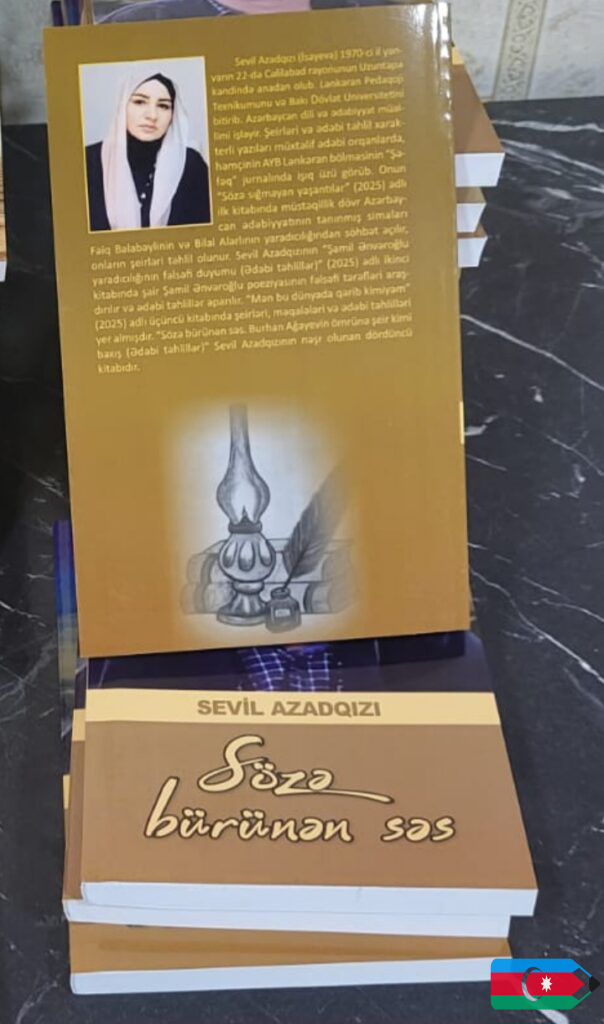 Sevil Azadqızı (İsayeva) 1970-ci il yan-
varın 22-də Cəlilabad rayonunun Uzuntəpə
kəndində anadan olub. Lənkəran Pedaqoji
Texnikumunu və Bakı Dövlət Universitetini
bitirib. Azərbaycan dili və ədəbiyyat müəl-
limi işləyir. Şeirləri və ədəbi təhlil xarak-
terli yazıları müxtəlif ədəbi orqanlarda,
həmçinin AYB Lənkəran bölməsinin "Şə-
fəq" jurnalında işıq üzü görüb. Onun
"Sözə sığmayan yaşantılar" (2025) adlı
ilk kitabında müstəqillik dövr Azərbay-
can ədəbiyyatının tanınmış simaları
Faiq Balabəylinin və Bilal Alarlının yaradıcılığından söhbət açılır,
onların şeirləri təhlil olunur. Sevil Azadqızının "Şamil Ənvəroğlu
yaradıcılığının fəlsəfi duyumu (Ədəbi təhlillər)" (2025) adlı ikinci
kitabında şair Şamil Ənvəroğlu poeziyasının fəlsəfi tərəfləri araş-
dırılır və ədəbi təhlillər aparılır. "Mən bu dünyada qərib kimiyəm"
(2025) adlı üçüncü kitabında şeirləri, məqalələri və ədəbi təhlilləri
yer almışdır. "Sözə bürünən səs. Burhan Ağayevin ömrünə şeir kimi
baxış (Ədəbi təhlillər)" Sevil Azadqızının nəşr olunan dördüncü
kitabıdır.
SEVİL AZADQIZI
Sözə
bürünən səs